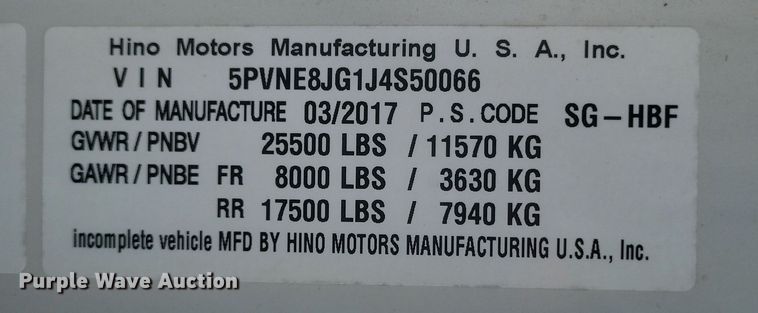 Hino Motors Manufacturing U. S. A., Inc.
V I N 5PVNE8JG1J4S50066
DATE OF MANUFACTURE 03/2017 P.S.CODE SG-HBF
GVWR/PNBV 25500 LBS / 11570 KG
GAWR/PNBE FR 8000 LBS / 3630 KG
RR 17500 LBS / 7940 KG
incomplete vehicle MFD BY HINO MOTORS MANUFACTURING U.S.A., Inc.
Purple Wave Auction